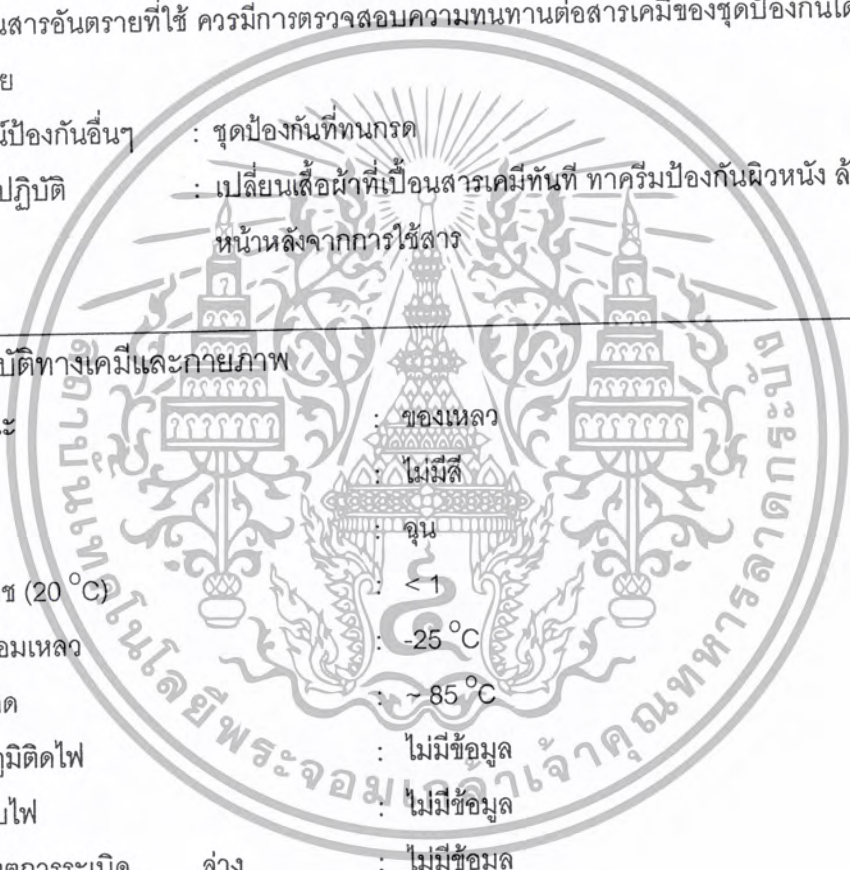 นสารอันตรายที่ใช้ ควรมีการตรวจสอบความทนทานต่อสารเคมีของชุดป้องกันโด
ย
น์ป้องกันอื่นๆ : ชุดป้องกันที่ทนกรด
ปฏิบัติ : เปลี่ยนเสื้อผ้าที่เปื้อนสารเคมีทันที ทาครีมป้องกันผิวหนัง ล้
หน้าหลังจากการใช้สาร
บัติทางเคมีและกายภาพ
ะ : ของเหลว
: ไม่มีสี
: ฉุน
ช (20 °C) : < 1
อมเหลว : -25 °C
ด : ~ 85 °C
ภูมิติดไฟ : ไม่มีข้อมูล
บไฟ : ไม่มีข้อมูล
ตการระเบิด ล่าง : ไม่มีข้อมูล
สถาบันเทคโนโลยีพระจอมเกล้าเจ้าคุณทหารลาดกระบัง